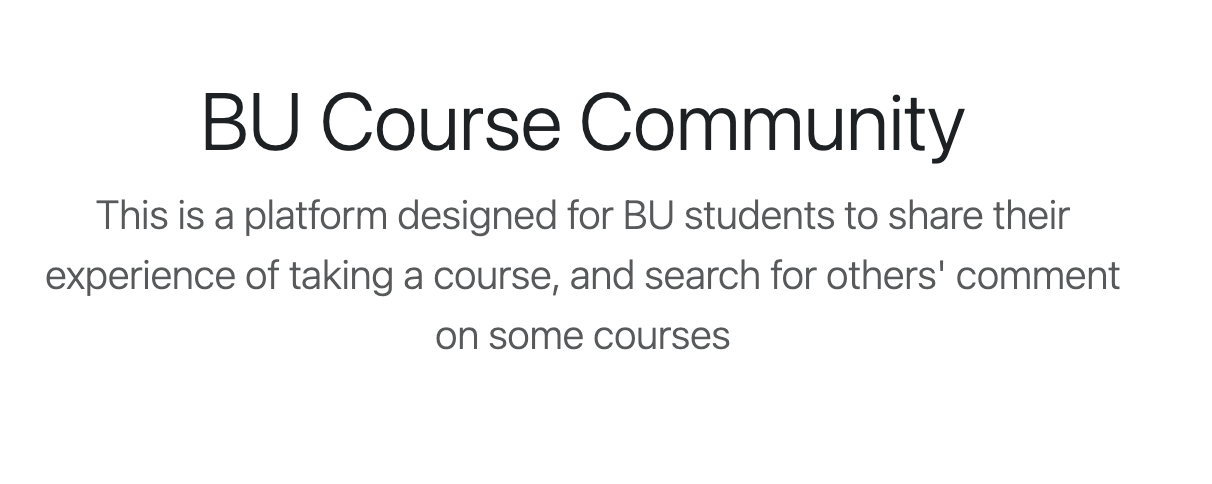 BU Course Community
This is a platform designed for BU students to share their
experience of taking a course, and search for others' comment
on some courses